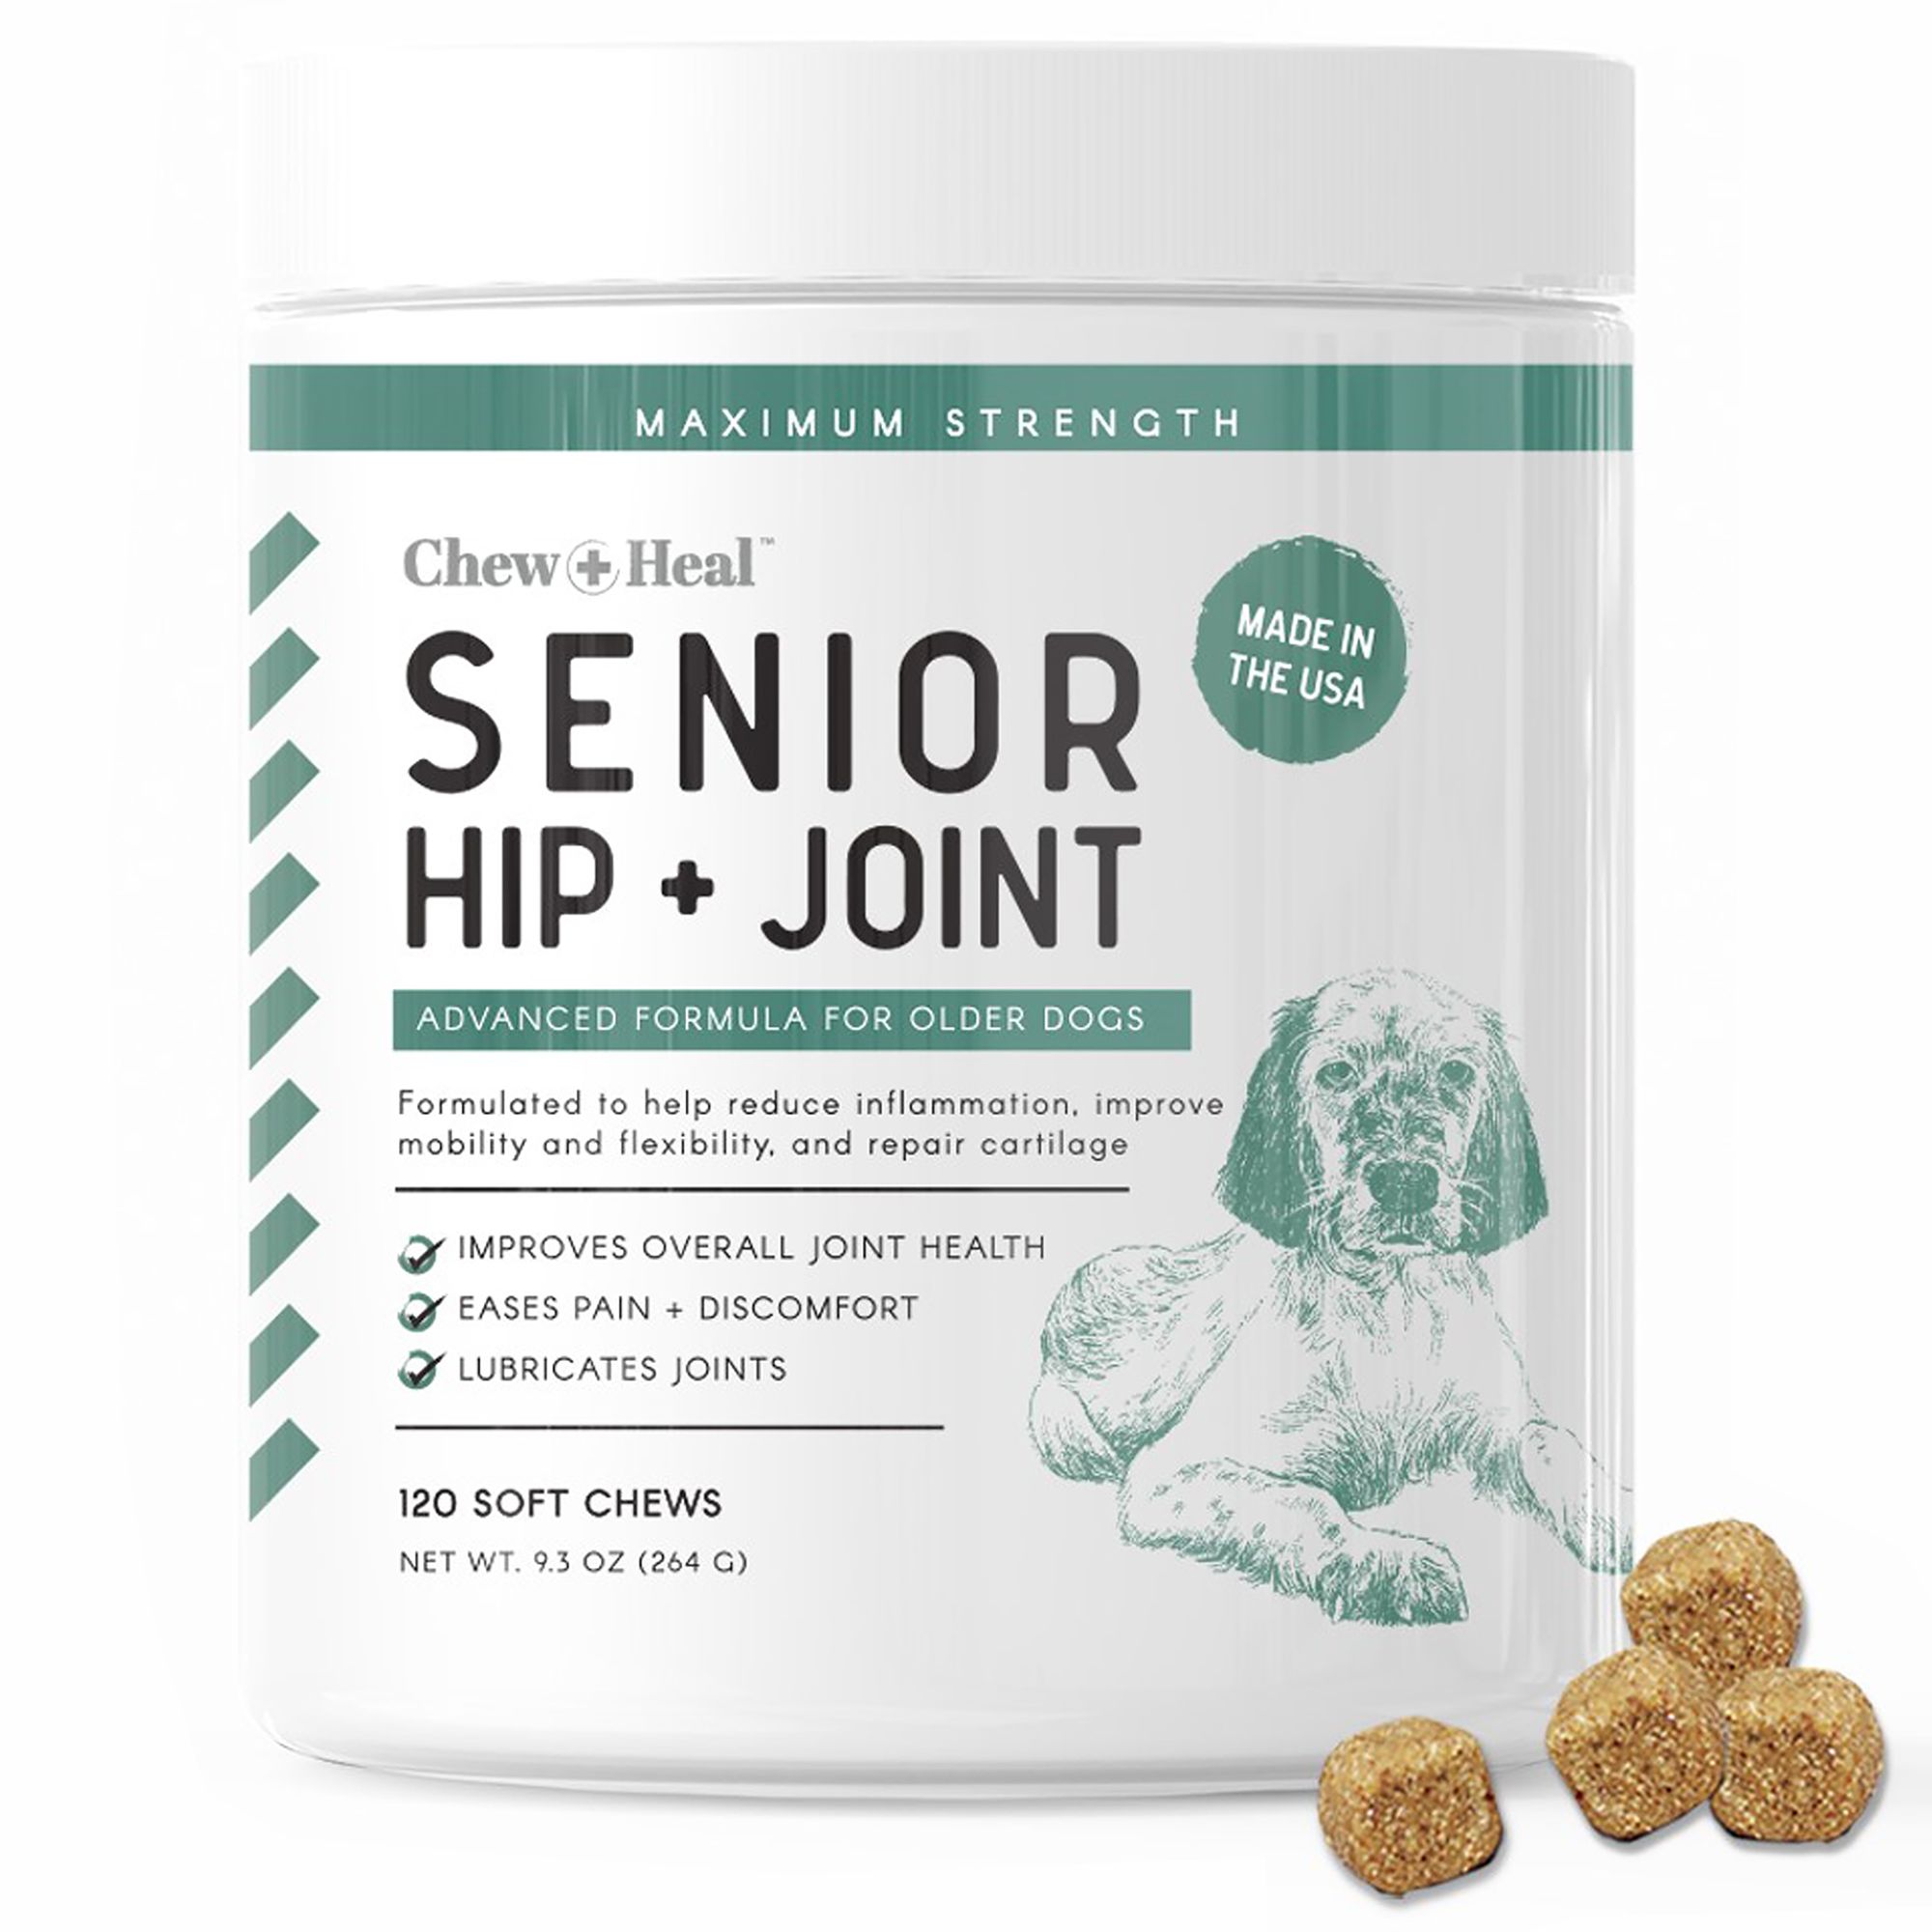 MAXIMUM STRENGTH
Chew + Heal™
SENIOR
HIP + JOINT
MADE IN
THE USA
ADVANCED FORMULA FOR OLDER DOGS
Formulated to help reduce inflammation, improve
mobility and flexibility, and repair cartilage
IMPROVES OVERALL JOINT HEALTH
EASES PAIN + DISCOMFORT
LUBRICATES JOINTS
120 SOFT CHEWS
NET WT. 9.3 OZ (264 G)